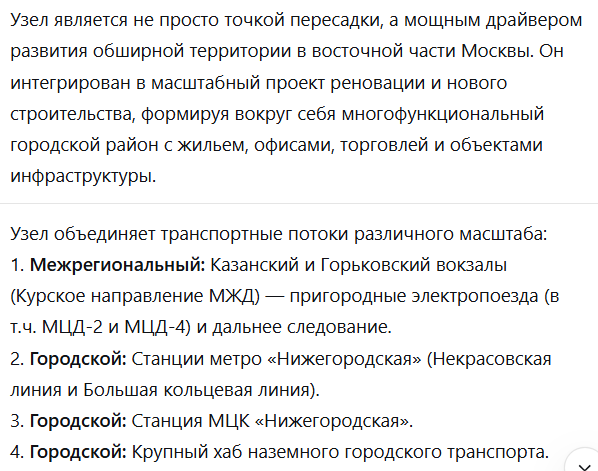 Узел является не просто точкой пересадки, а мощным драйвером
развития обширной территории в восточной части Москвы. Он
интегрирован в масштабный проект реновации и нового
строительства, формируя вокруг себя многофункциональный
городской район с жильем, офисами, торговлей и объектами
инфраструктуры.
Узел объединяет транспортные потоки различного масштаба:
1. Межрегиональный: Казанский и Горьковский вокзалы
(Курское направление МЖД) — пригородные электропоезда (в
т.ч. МЦД-2 и МЦД-4) и дальнее следование.
2. Городской: Станции метро «Нижегородская» (Некрасовская
линия и Большая кольцевая линия).
3. Городской: Станция МЦК «Нижегородская».
4. Городской: Крупный хаб наземного городского транспорта.